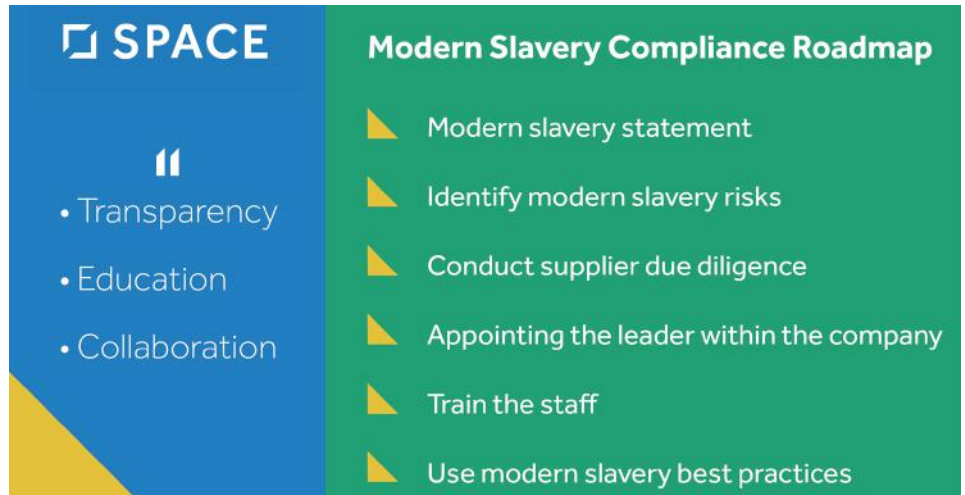 SPACE
"
• Transparency
• Education
• Collaboration
Modern Slavery Compliance Roadmap
Modern slavery statement
Identify modern slavery risks
Conduct supplier due diligence
Appointing the leader within the company
Train the staff
Use modern slavery best practices